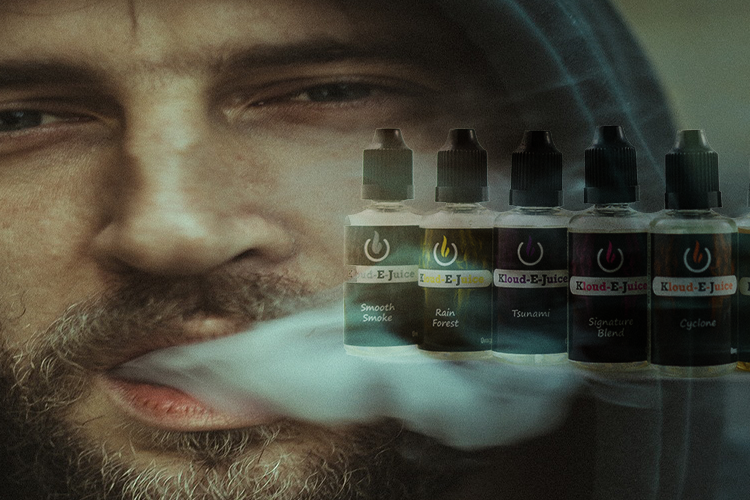 Kloud-E-Juice
Smooth
Smoke
Kloud-E-Juice
Rain
Forest
Kloud-E-Juice
Tsunami
Kloud-E-Juice
Signature
Blend
Kloud-E-Juice
Cyclone